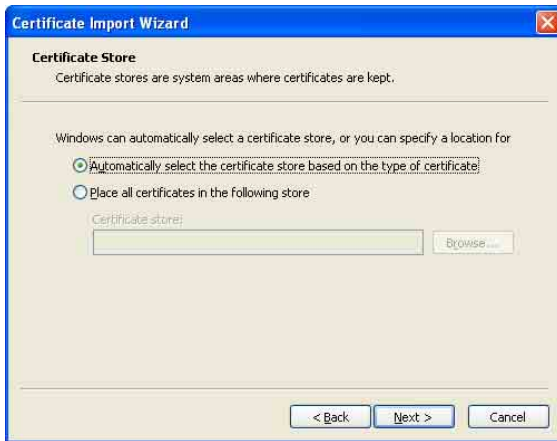 Certificate Import Wizard
Certificate Store
Certificate stores are system areas where certificates are kept.
Windows can automatically select a certificate store, or you can specify a location for
Automatically select the certificate store based on the type of certificate
Place all certificates in the following store
Certificate store:
Browse...
< Back
Next >
Cancel